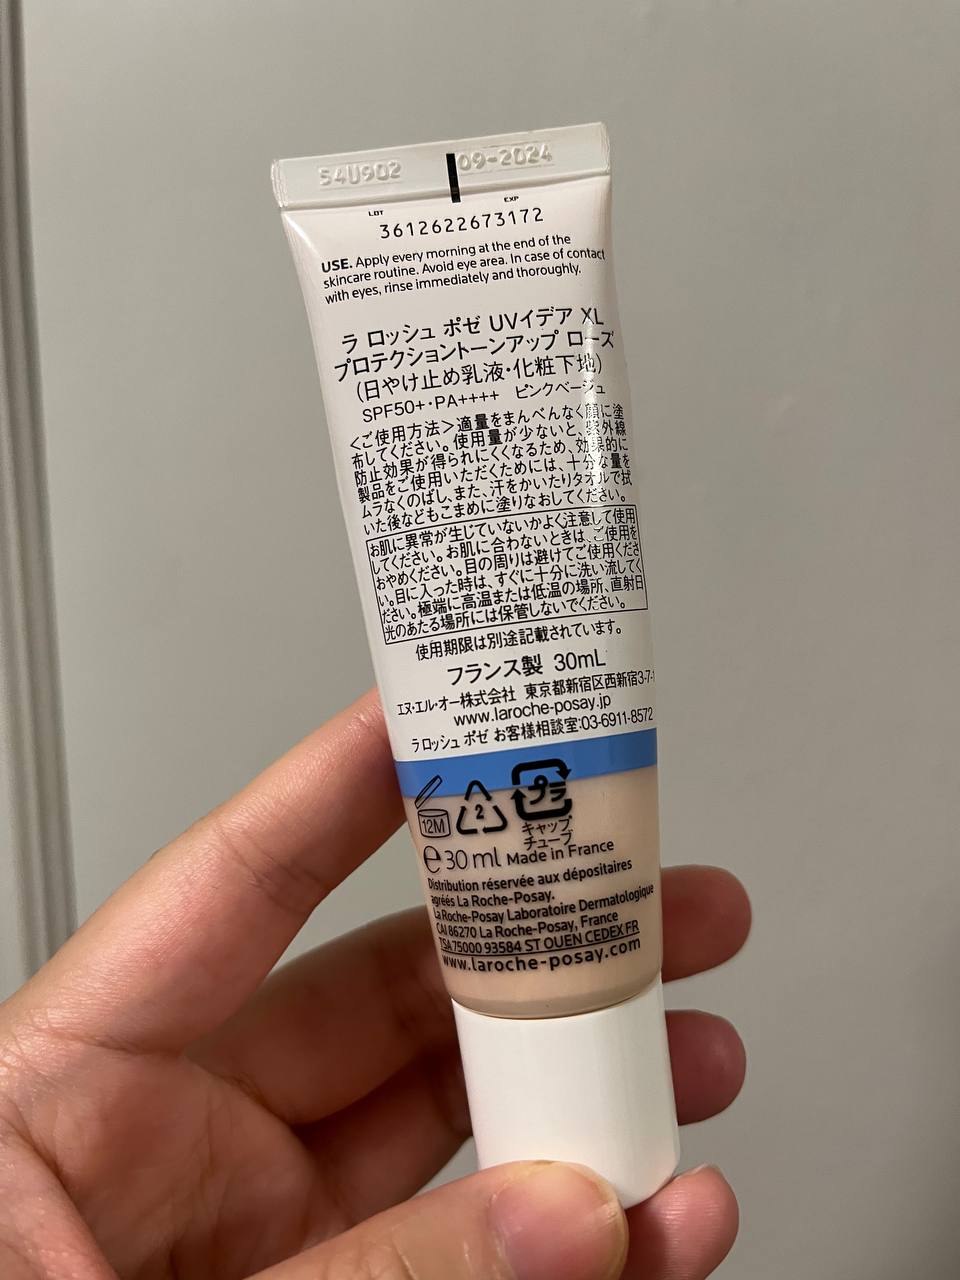 54U902 09-2024
LOT EXP
3612622673172
USE. Apply every morning at the end of the
skincare routine. Avoid eye area. In case of contact
with eyes, rinse immediately and thoroughly.
ラ ロッシュ ポゼ UVイデア XL
プロテクショントーンアップ ローズ
(日やけ止め乳液・化粧下地)
SPF50+・PA++++ ピンクベージュ
<ご使用方法>適量をまんべんなく顔に塗
布してください。使用量が少ないと、紫外線
防止効果が得られにくくなるため、効果的に
製品をご使用いただくためには、十分な量を
ムラなくのばし、また、汗をかいたりタオルで拭
いた後などもこまめに塗りなおしてください。
お肌に異常が生じていないかよく注意して使用
してください。お肌に合わないときは、ご使用を
おやめください。目の周りは避けてご使用くださ
い。目に入った時は、すぐに十分に洗い流してく
ださい。極端に高温または低温の場所、直射日
光のあたる場所には保管しないでください。
使用期限は別途記載されています。
フランス製 30mL
エヌ・エル・オー株式会社 東京都新宿区西新宿3-7-1
www.laroche-posay.jp
ラ ロッシュ ポゼ お客様相談室:03-6911-8572
12M 2 プラ
キャップ
チューブ
e 30 ml Made in France
Distribution réservée aux dépositaires
agréés La Roche-Posay.
La Roche-Posay Laboratoire Dermatologique
CAI 86270 La Roche-Posay, France
TSA 75000 93584 ST OUEN CEDEX FR
www.laroche-posay.com